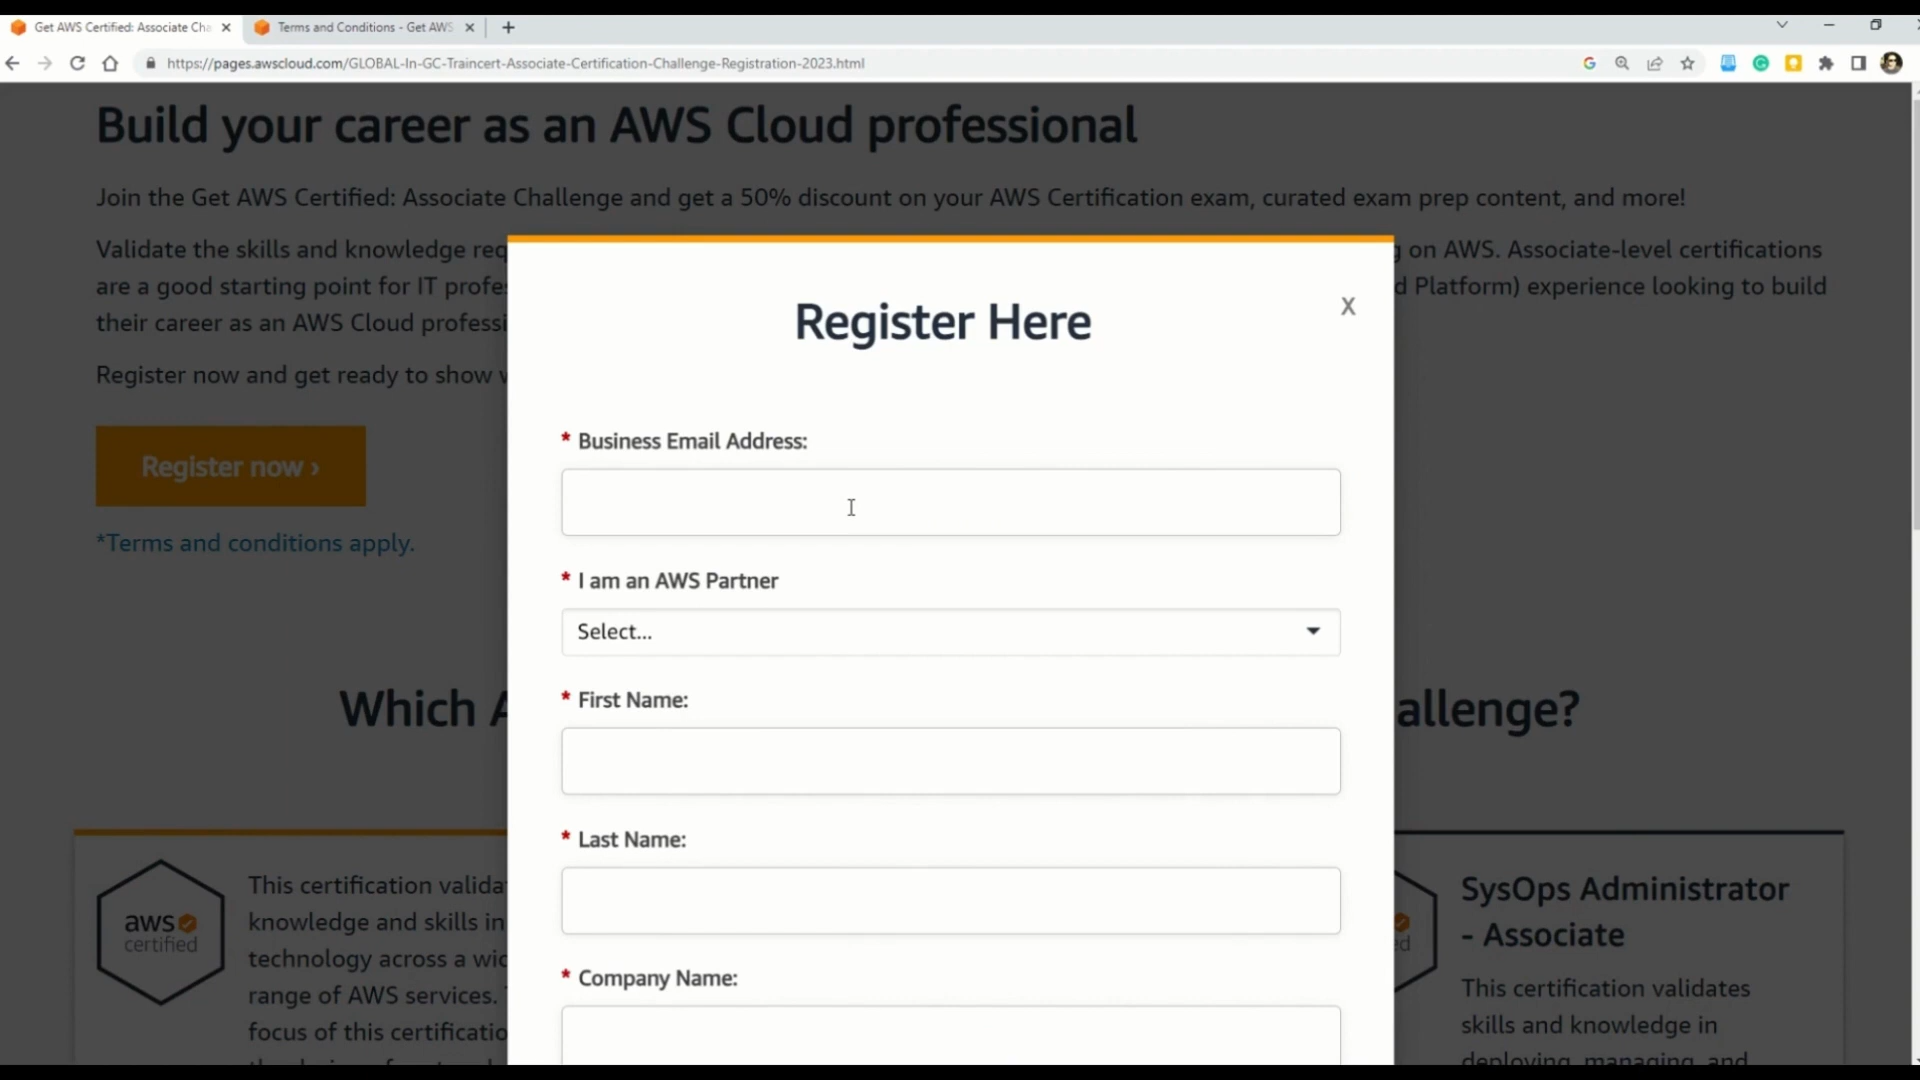 Get AWS Certified: Associate Cha
Terms and Conditions - Get AWS
https://pages.awscloud.com/GLOBAL-In-GC-Traincert-Associate-Certification-Challenge-Registration-2023.html
Build your career as an AWS Cloud professional
Join the Get AWS Certified: Associate Challenge and get a 50% discount on your AWS Certification exam, curated exam prep content, and more!
Validate the skills and knowledge req
g on AWS. Associate-level certifications
are a good starting point for IT profes
d Platform) experience looking to build
their career as an AWS Cloud professi
Register now and get ready to show
Register now ›
*Terms and conditions apply.
Register Here
X
* Business Email Address:
* I am an AWS Partner
Select...
* First Name:
* Last Name:
* Company Name:
Which A
allenge?
aws
certified
This certification valida
knowledge and skills in
technology across a wid
range of AWS services.
focus of this certificatio
ed
SysOps Administrator
- Associate
This certification validates
skills and knowledge in
deploying, managing, and